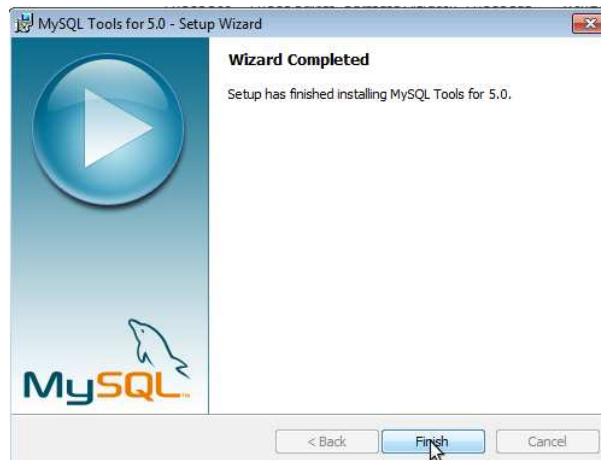 MySQL Tools for 5.0 - Setup Wizard
Wizard Completed
Setup has finished installing MySQL Tools for 5.0.
MySQL
< Back Finish Cancel